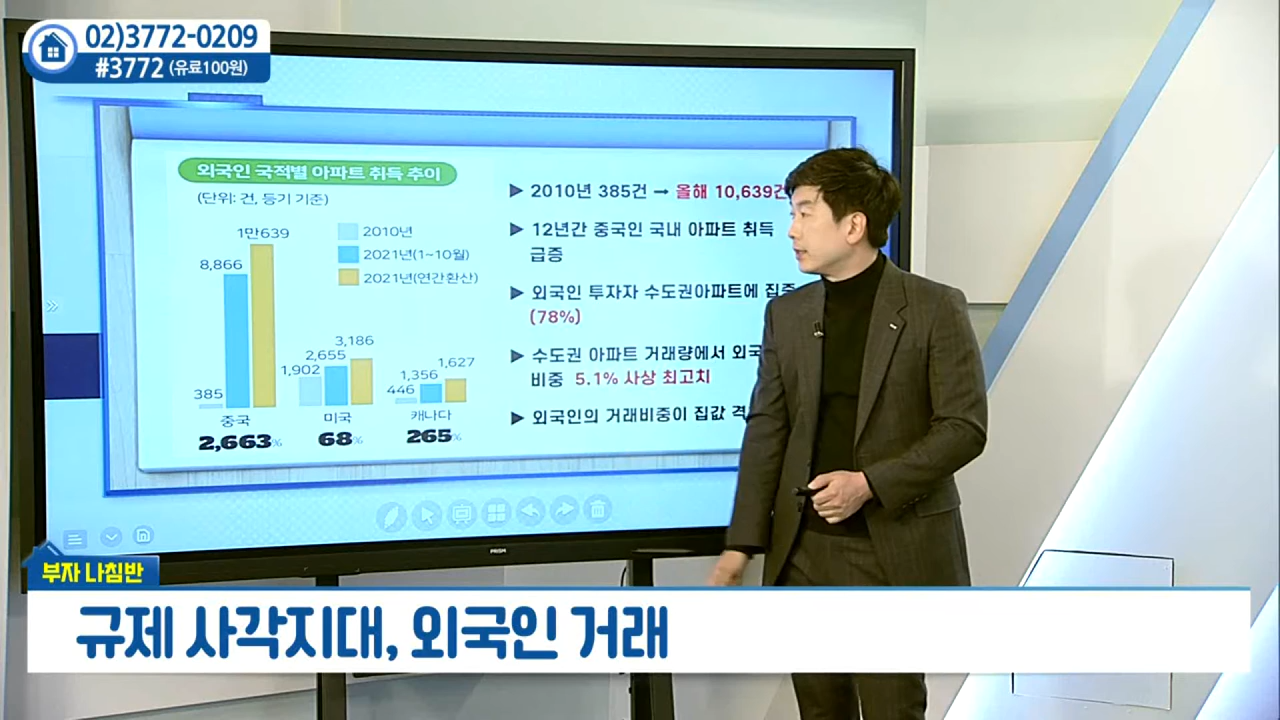 02)3772-0209
#3772 (유료100원)
외국인 국적별 아파트 취득 추이
(단위: 건, 등기 기준)
2010년
2021년(1~10월)
2021년(연간환산)
385
8,866
1만639
중국
2,663%
1,902
2,655
3,186
미국
68%
446
1,356
1,627
캐나다
265%
▶ 2010년 385건 → 올해 10,639건
▶ 12년간 중국인 국내 아파트 취득
급증
▶ 외국인 투자자 수도권아파트에 집중
(78%)
▶ 수도권 아파트 거래량에서 외국
비중 5.1% 사상 최고치
▶ 외국인의 거래비중이 집값
PRISM
부자 나침반
규제 사각지대, 외국인 거래